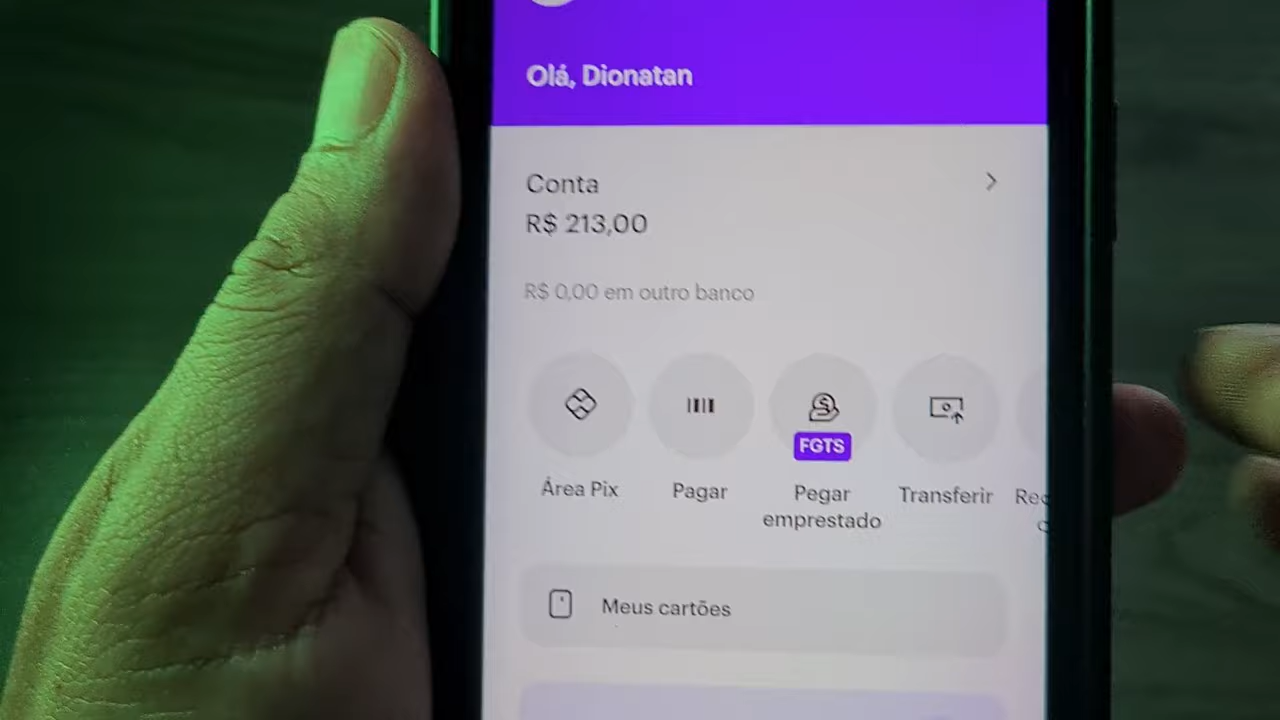 Olá, Dionatan
Conta
R$ 213,00
R$ 0,00 em outro banco
FGTS
Área Pix
Pagar
Pegar
emprestado
Transferir
Meus cartões